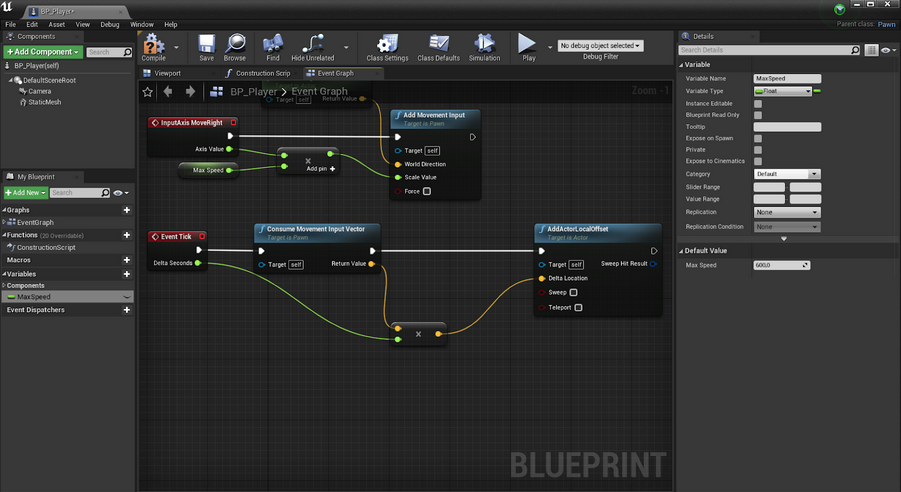 BP_Player*
File Edit Asset View Debug Window Help
Parent class: Pawn
Components
+ Add Component
Search
BP_Player(self)
DefaultSceneRoot
Camera
StaticMesh
My Blueprint
+ Add New
Search
Graphs
EventGraph
Functions (20 Overridable)
ConstructionScript
Macros
Variables
Components
MaxSpeed
Event Dispatchers
Compile
Save
Browse
Find
Hide Unrelated
Class Settings
Class Defaults
Simulation
Play
No debug object selected
Debug Filter
Viewport
Construction Scrip
Event Graph
BP_Player > Event Graph
Zoom -1
Target self
Return Value
InputAxis MoveRight
Axis Value
Max Speed
×
Add pin +
Add Movement Input
Target is Pawn
Target self
World Direction
Scale Value
Force
Event Tick
Delta Seconds
Consume Movement Input Vector
Target is Pawn
Target self
Return Value
×
AddActorLocalOffset
Target is Actor
Target self
Sweep Hit Result
Delta Location
Sweep
Teleport
BLUEPRINT
Details
Search Details
Variable
Variable Name MaxSpeed
Variable Type Float
Instance Editable
Blueprint Read Only
Tooltip
Expose on Spawn
Private
Expose to Cinematics
Category Default
Slider Range
Value Range
Replication None
Replication Condition None
Default Value
Max Speed 600.0